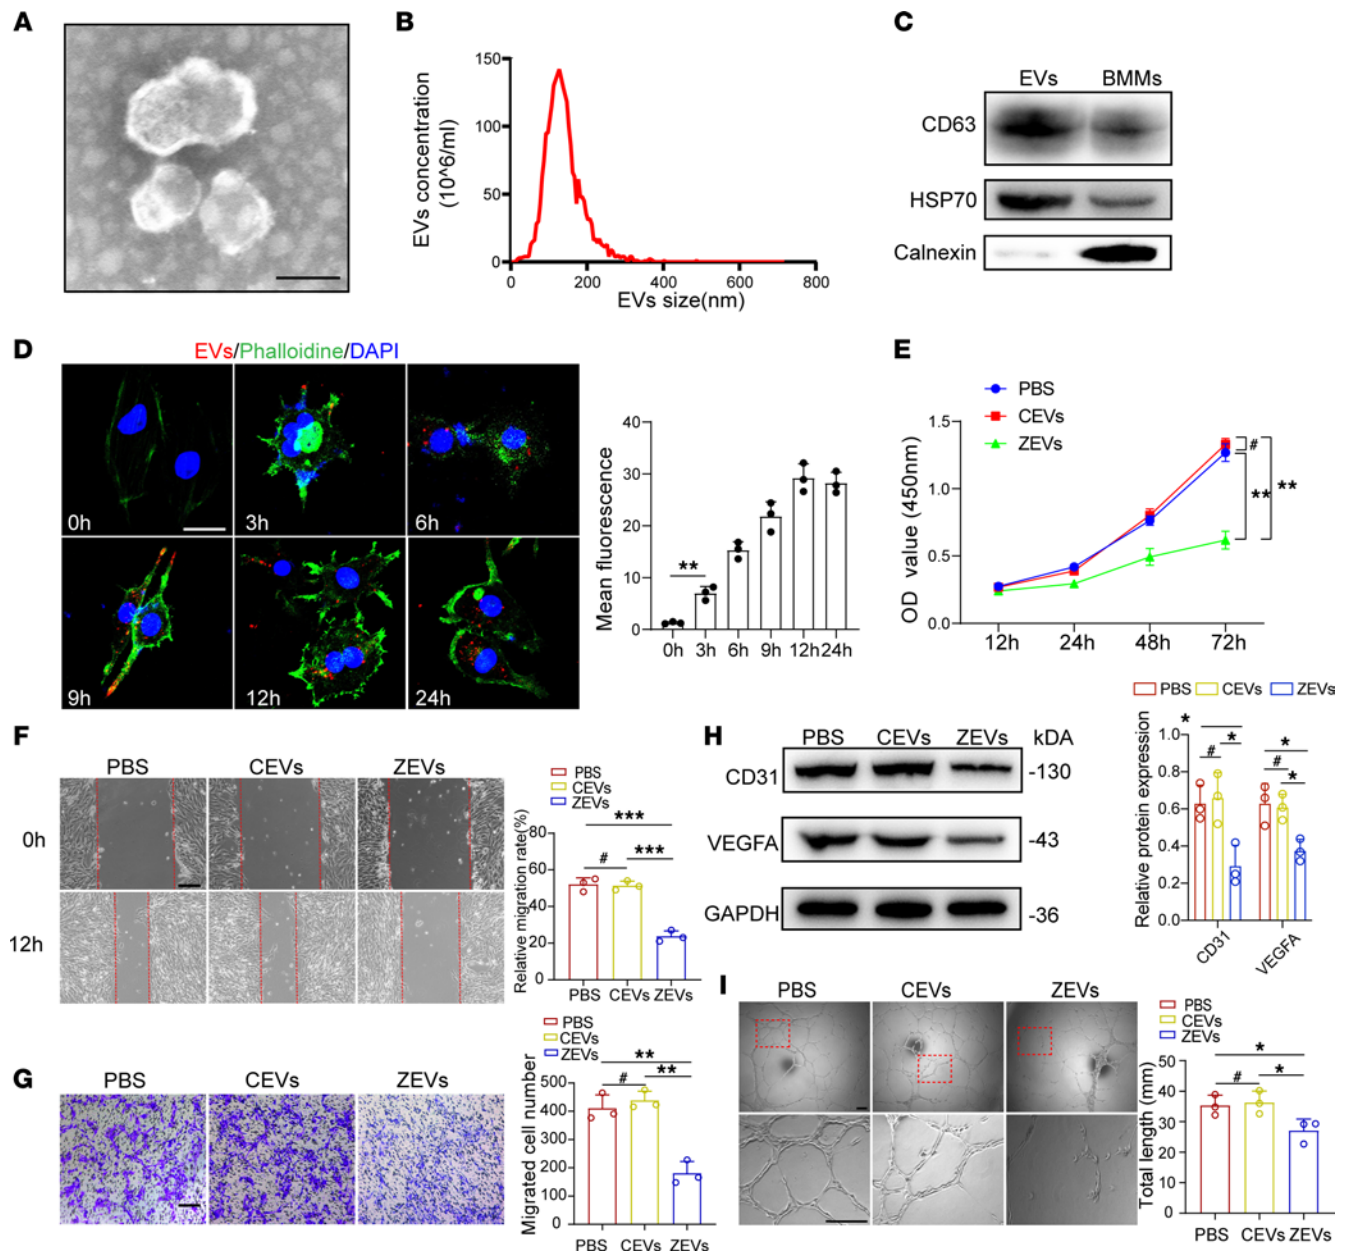 A
B
150
100
50
0
EVs concentration
(10^6/ml)
0 200 400 600 800
EVs size(nm)
C
EVs BMMs
CD63
HSP70
Calnexin
D
EVs/Phalloidine/DAPI
0h 3h 6h
9h 12h 24h
Mean fluorescence
40
30
20
10
0
**
0h 3h 6h 9h 12h 24h
E
PBS
CEVs
ZEVs
OD value (450nm)
1.5
1.0
0.5
0.0
12h 24h 48h 72h
#
**
**
F
PBS CEVs ZEVs
0h
12h
PBS
CEVs
ZEVs
Relative migration rate(%)
80
60
40
20
0
***
# ***
PBS CEVs ZEVs
G
PBS CEVs ZEVs
PBS
CEVs
ZEVs
Migrated cell number
500
400
300
200
100
0
**
# **
PBS CEVs ZEVs
H
PBS CEVs ZEVs kDA
CD31 -130
VEGFA -43
GAPDH -36
PBS CEVs ZEVs
Relative protein expression
*
1.0
0.8
0.6
0.4
0.2
0.0
*
#
*
#
*
CD31 VEGFA
I
PBS CEVs ZEVs
PBS
CEVs
ZEVs
Total length (mm)
50
40
30
20
10
0
*
# *
PBS CEVs ZEVs